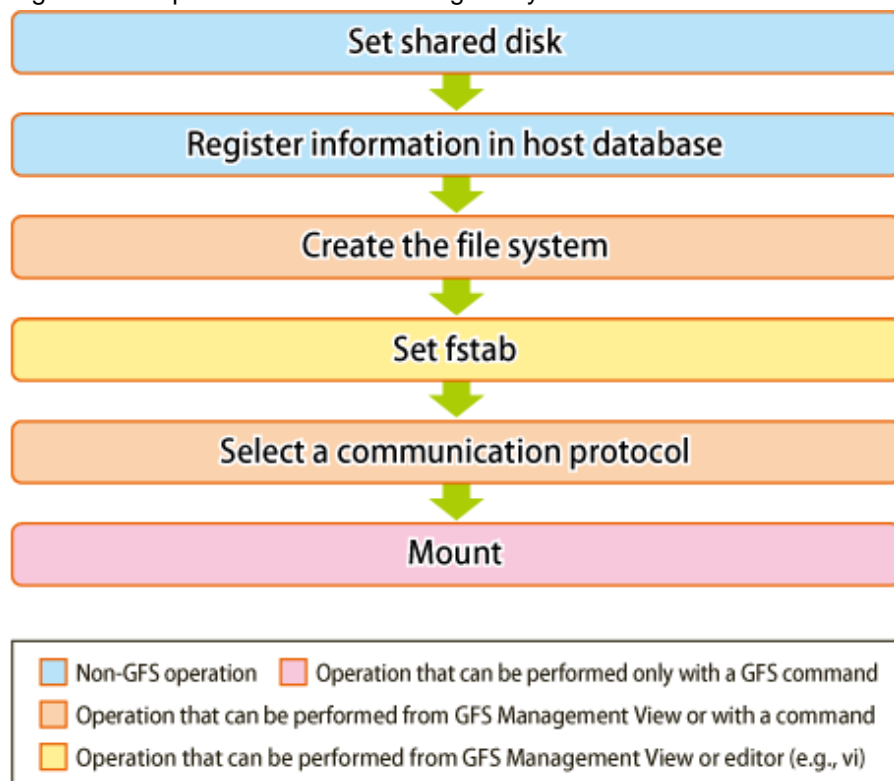 Set shared disk
Register information in host database
Create the file system
Set fstab
Select a communication protocol
Mount
Non-GFS operation Operation that can be performed only with a GFS command
Operation that can be performed from GFS Management View or with a command
Operation that can be performed from GFS Management View or editor (e.g., vi)